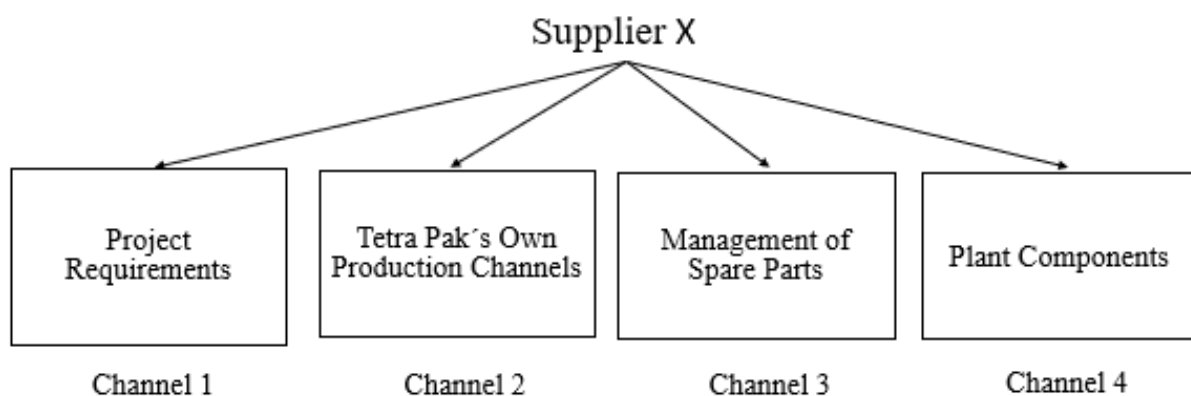 Supplier X
Project
Requirements
Tetra Pak´s Own
Production Channels
Management of
Spare Parts
Plant Components
Channel 1
Channel 2
Channel 3
Channel 4